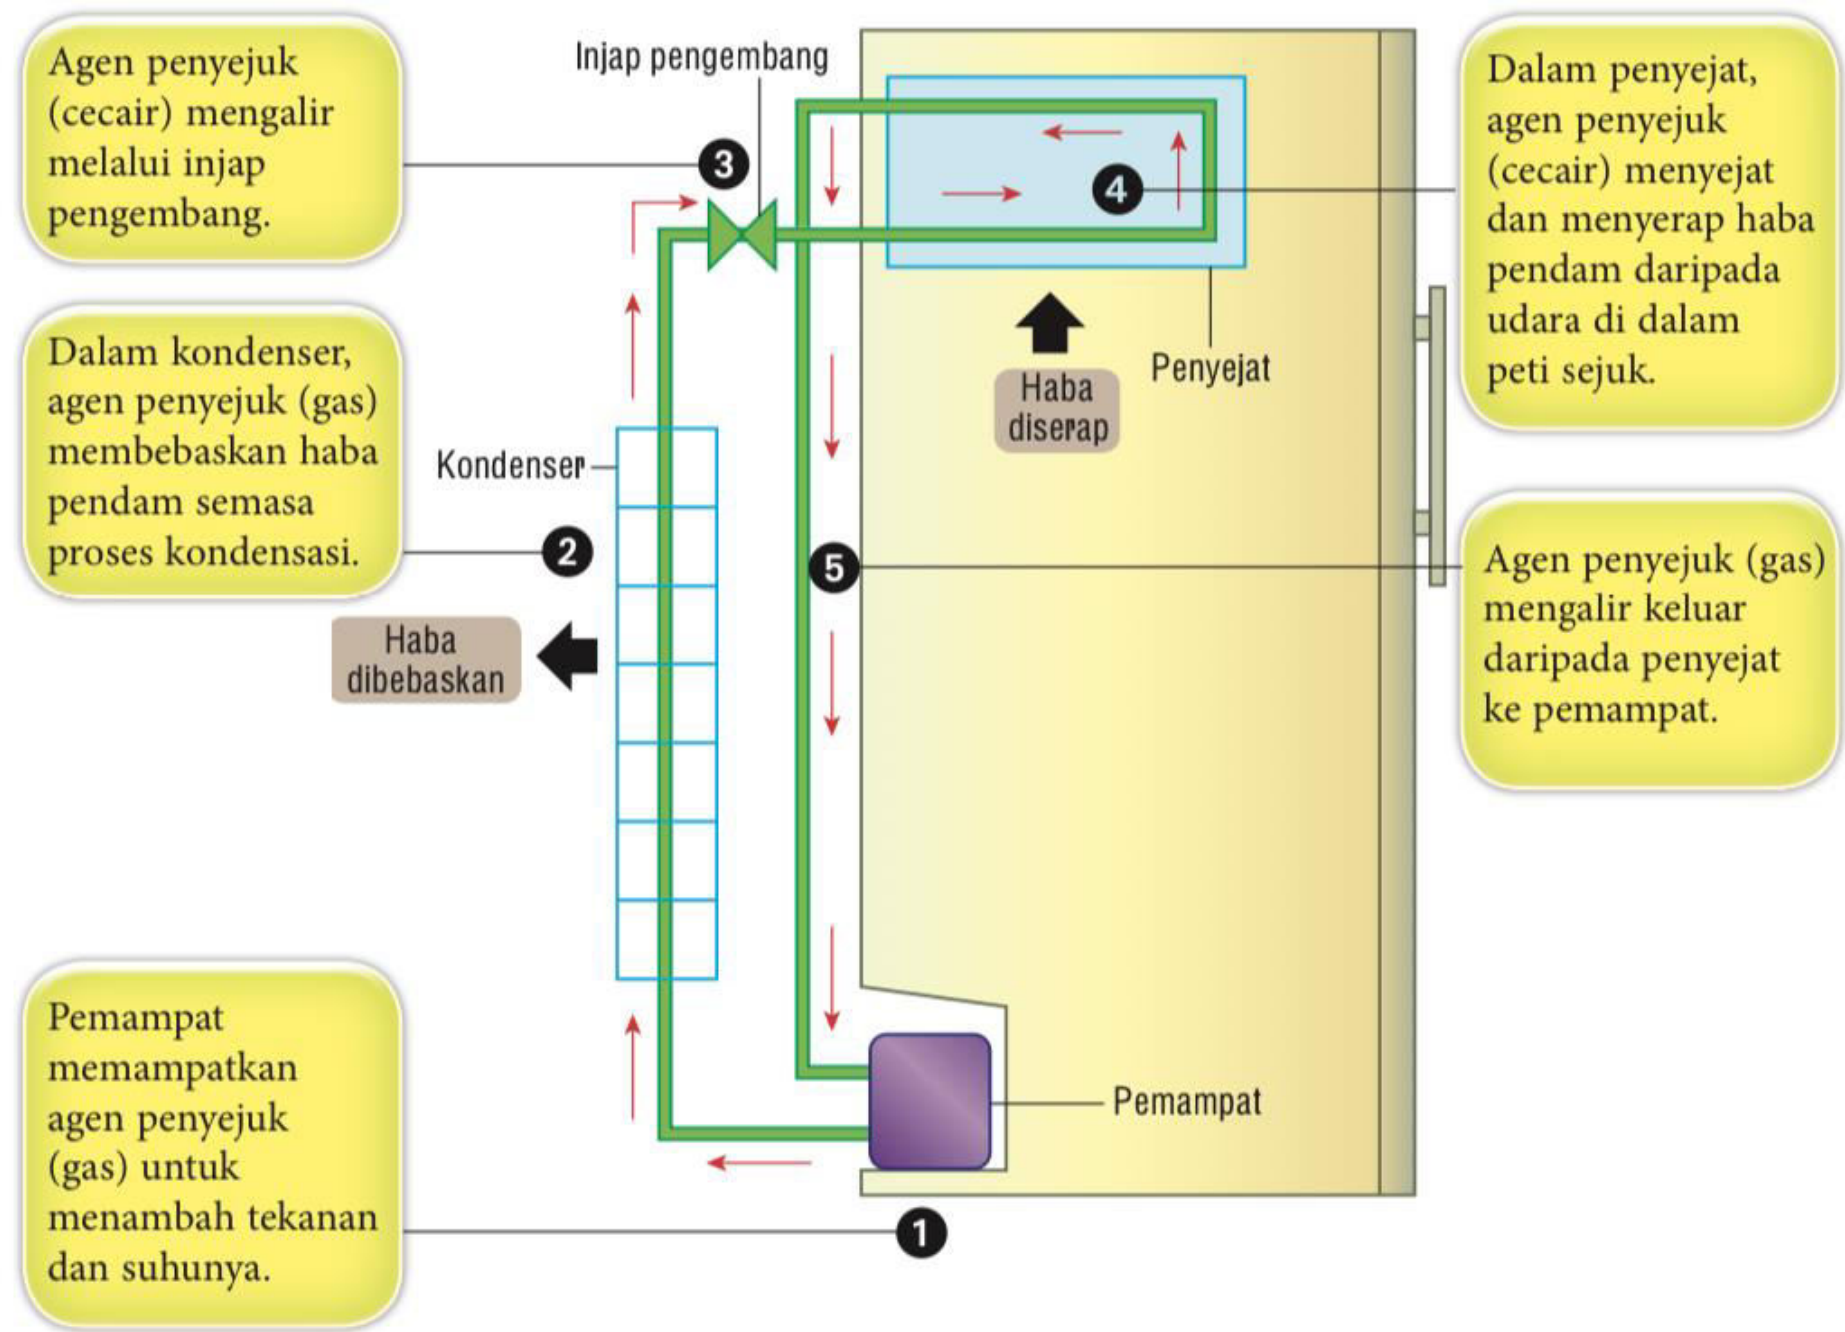 Agen penyejuk
(cecair) mengalir
melalui injap
pengembang.
Injap pengembang
3
4
Dalam penyejat,
agen penyejuk
(cecair) menyejat
dan menyerap haba
pendam daripada
udara di dalam
peti sejuk.
Dalam kondenser,
agen penyejuk (gas)
membebaskan haba
pendam semasa
proses kondensasi.
Kondenser
2
Haba
dibebaskan
Haba
diserap
Penyejat
5
Agen penyejuk (gas)
mengalir keluar
daripada penyejat
ke pemampat.
Pemampat
memampatkan
agen penyejuk
(gas) untuk
menambah tekanan
dan suhunya.
Pemampat
1